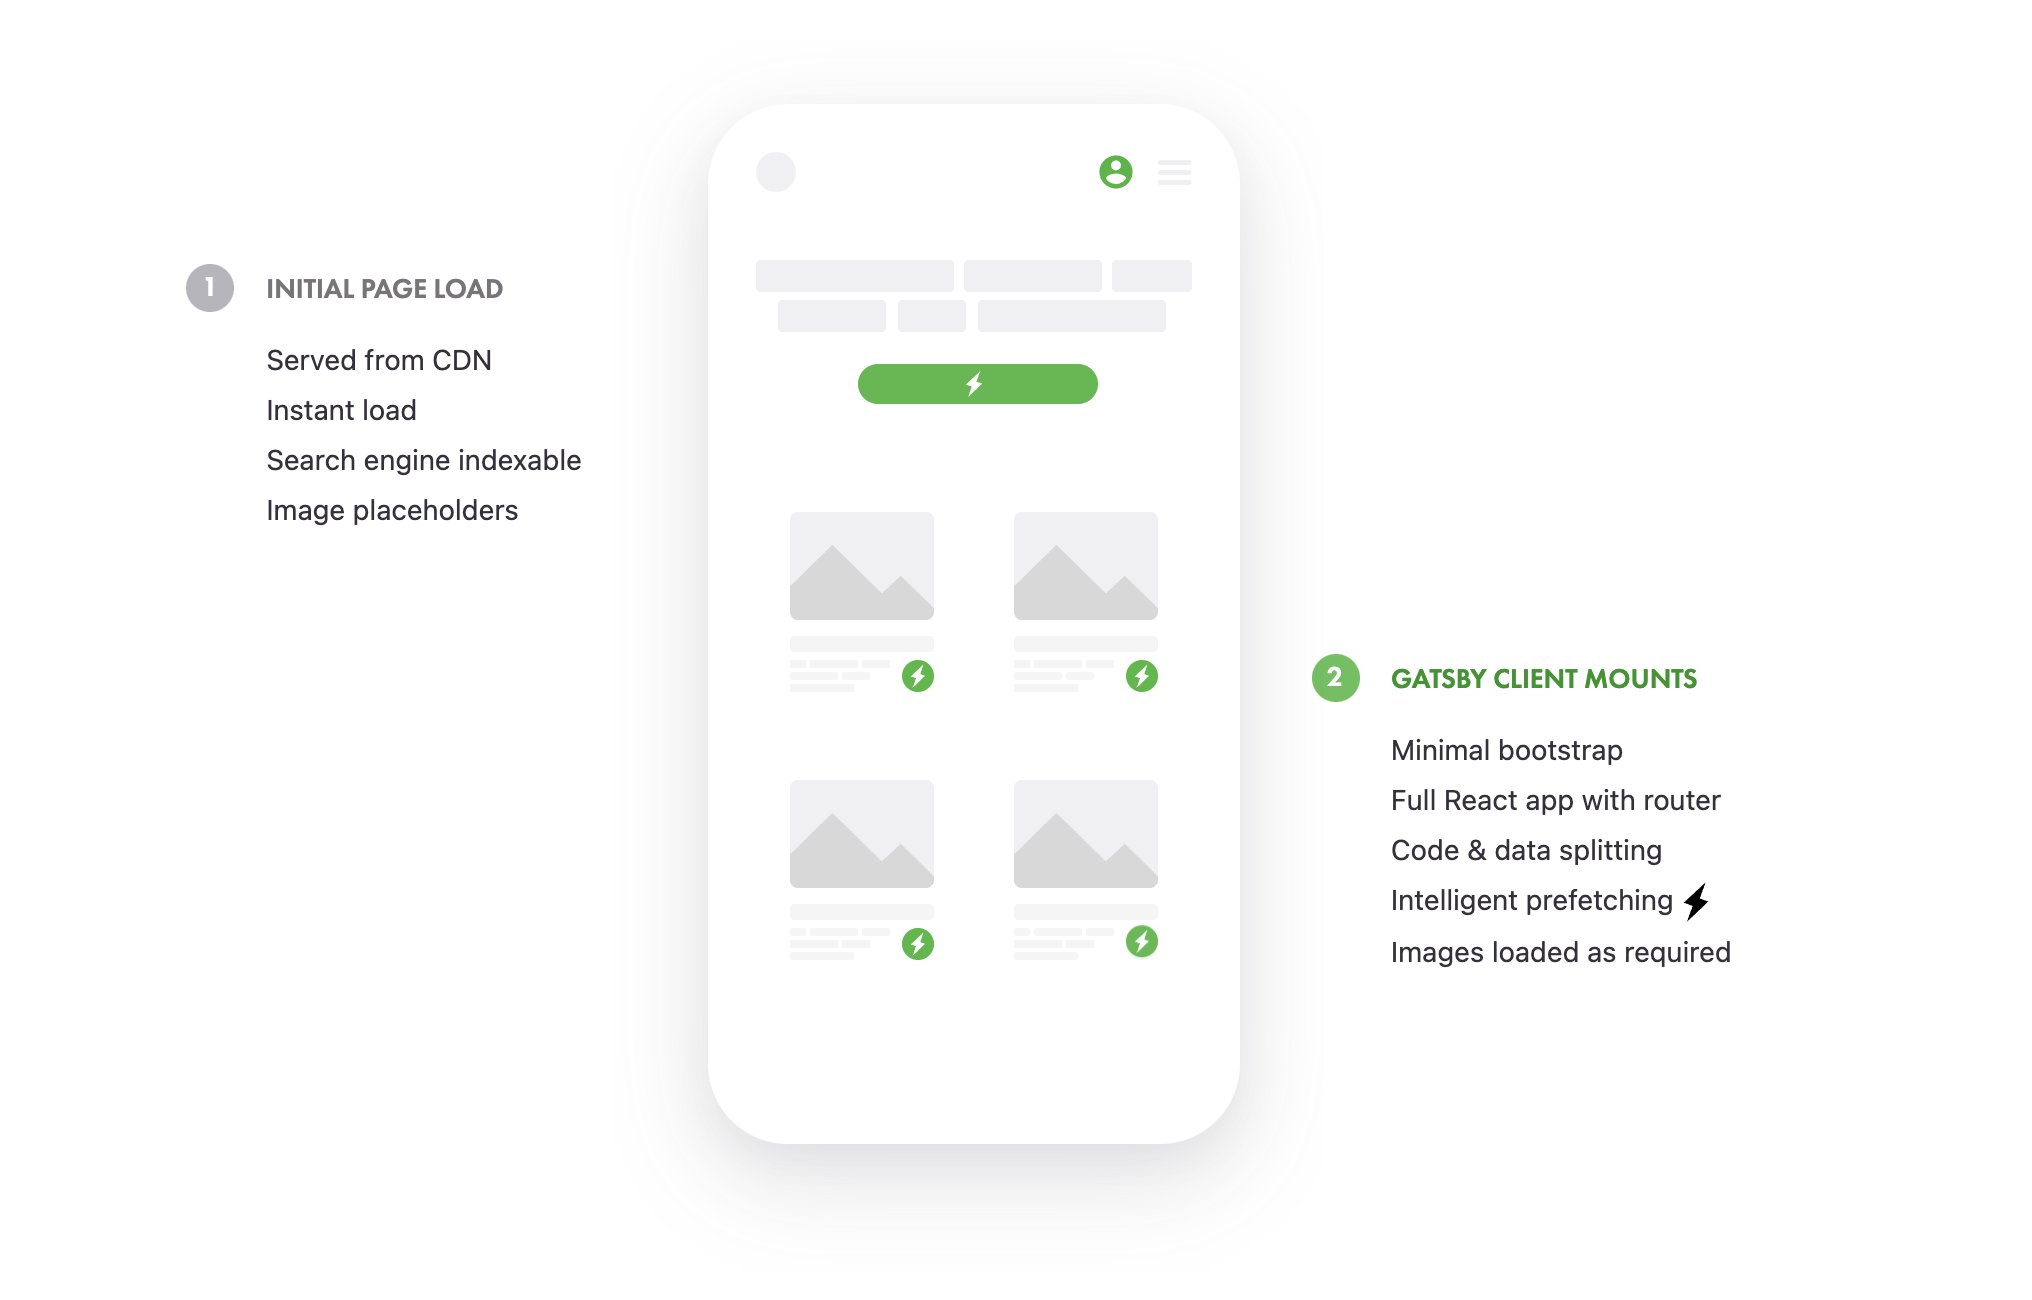 1
INITIAL PAGE LOAD
Served from CDN
Instant load
Search engine indexable
Image placeholders
2
GATSBY CLIENT MOUNTS
Minimal bootstrap
Full React app with router
Code & data splitting
Intelligent prefetching
Images loaded as required